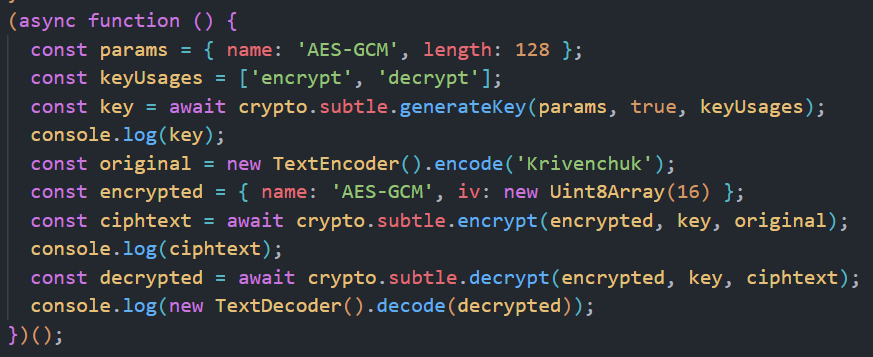 (async function () {
  const params = { name: 'AES-GCM', length: 128 };
  const keyUsages = ['encrypt', 'decrypt'];
  const key = await crypto.subtle.generateKey(params, true, keyUsages);
  console.log(key);
  const original = new TextEncoder().encode('Krivenchuk');
  const encrypted = { name: 'AES-GCM', iv: new Uint8Array(16) };
  const ciphtext = await crypto.subtle.encrypt(encrypted, key, original);
  console.log(ciphtext);
  const decrypted = await crypto.subtle.decrypt(encrypted, key, ciphtext);
  console.log(new TextDecoder().decode(decrypted));
})();